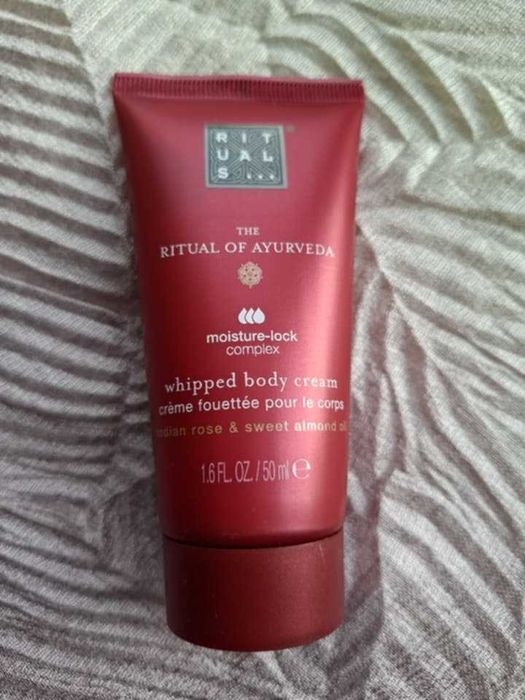 RIT
UAL
S...
®
THE
RITUAL OF AYURVEDA
moisture-lock
complex
whipped body cream
crème fouettée pour le corps
indian rose & sweet almond oil
1.6 FL. OZ. / 50 ml ℮